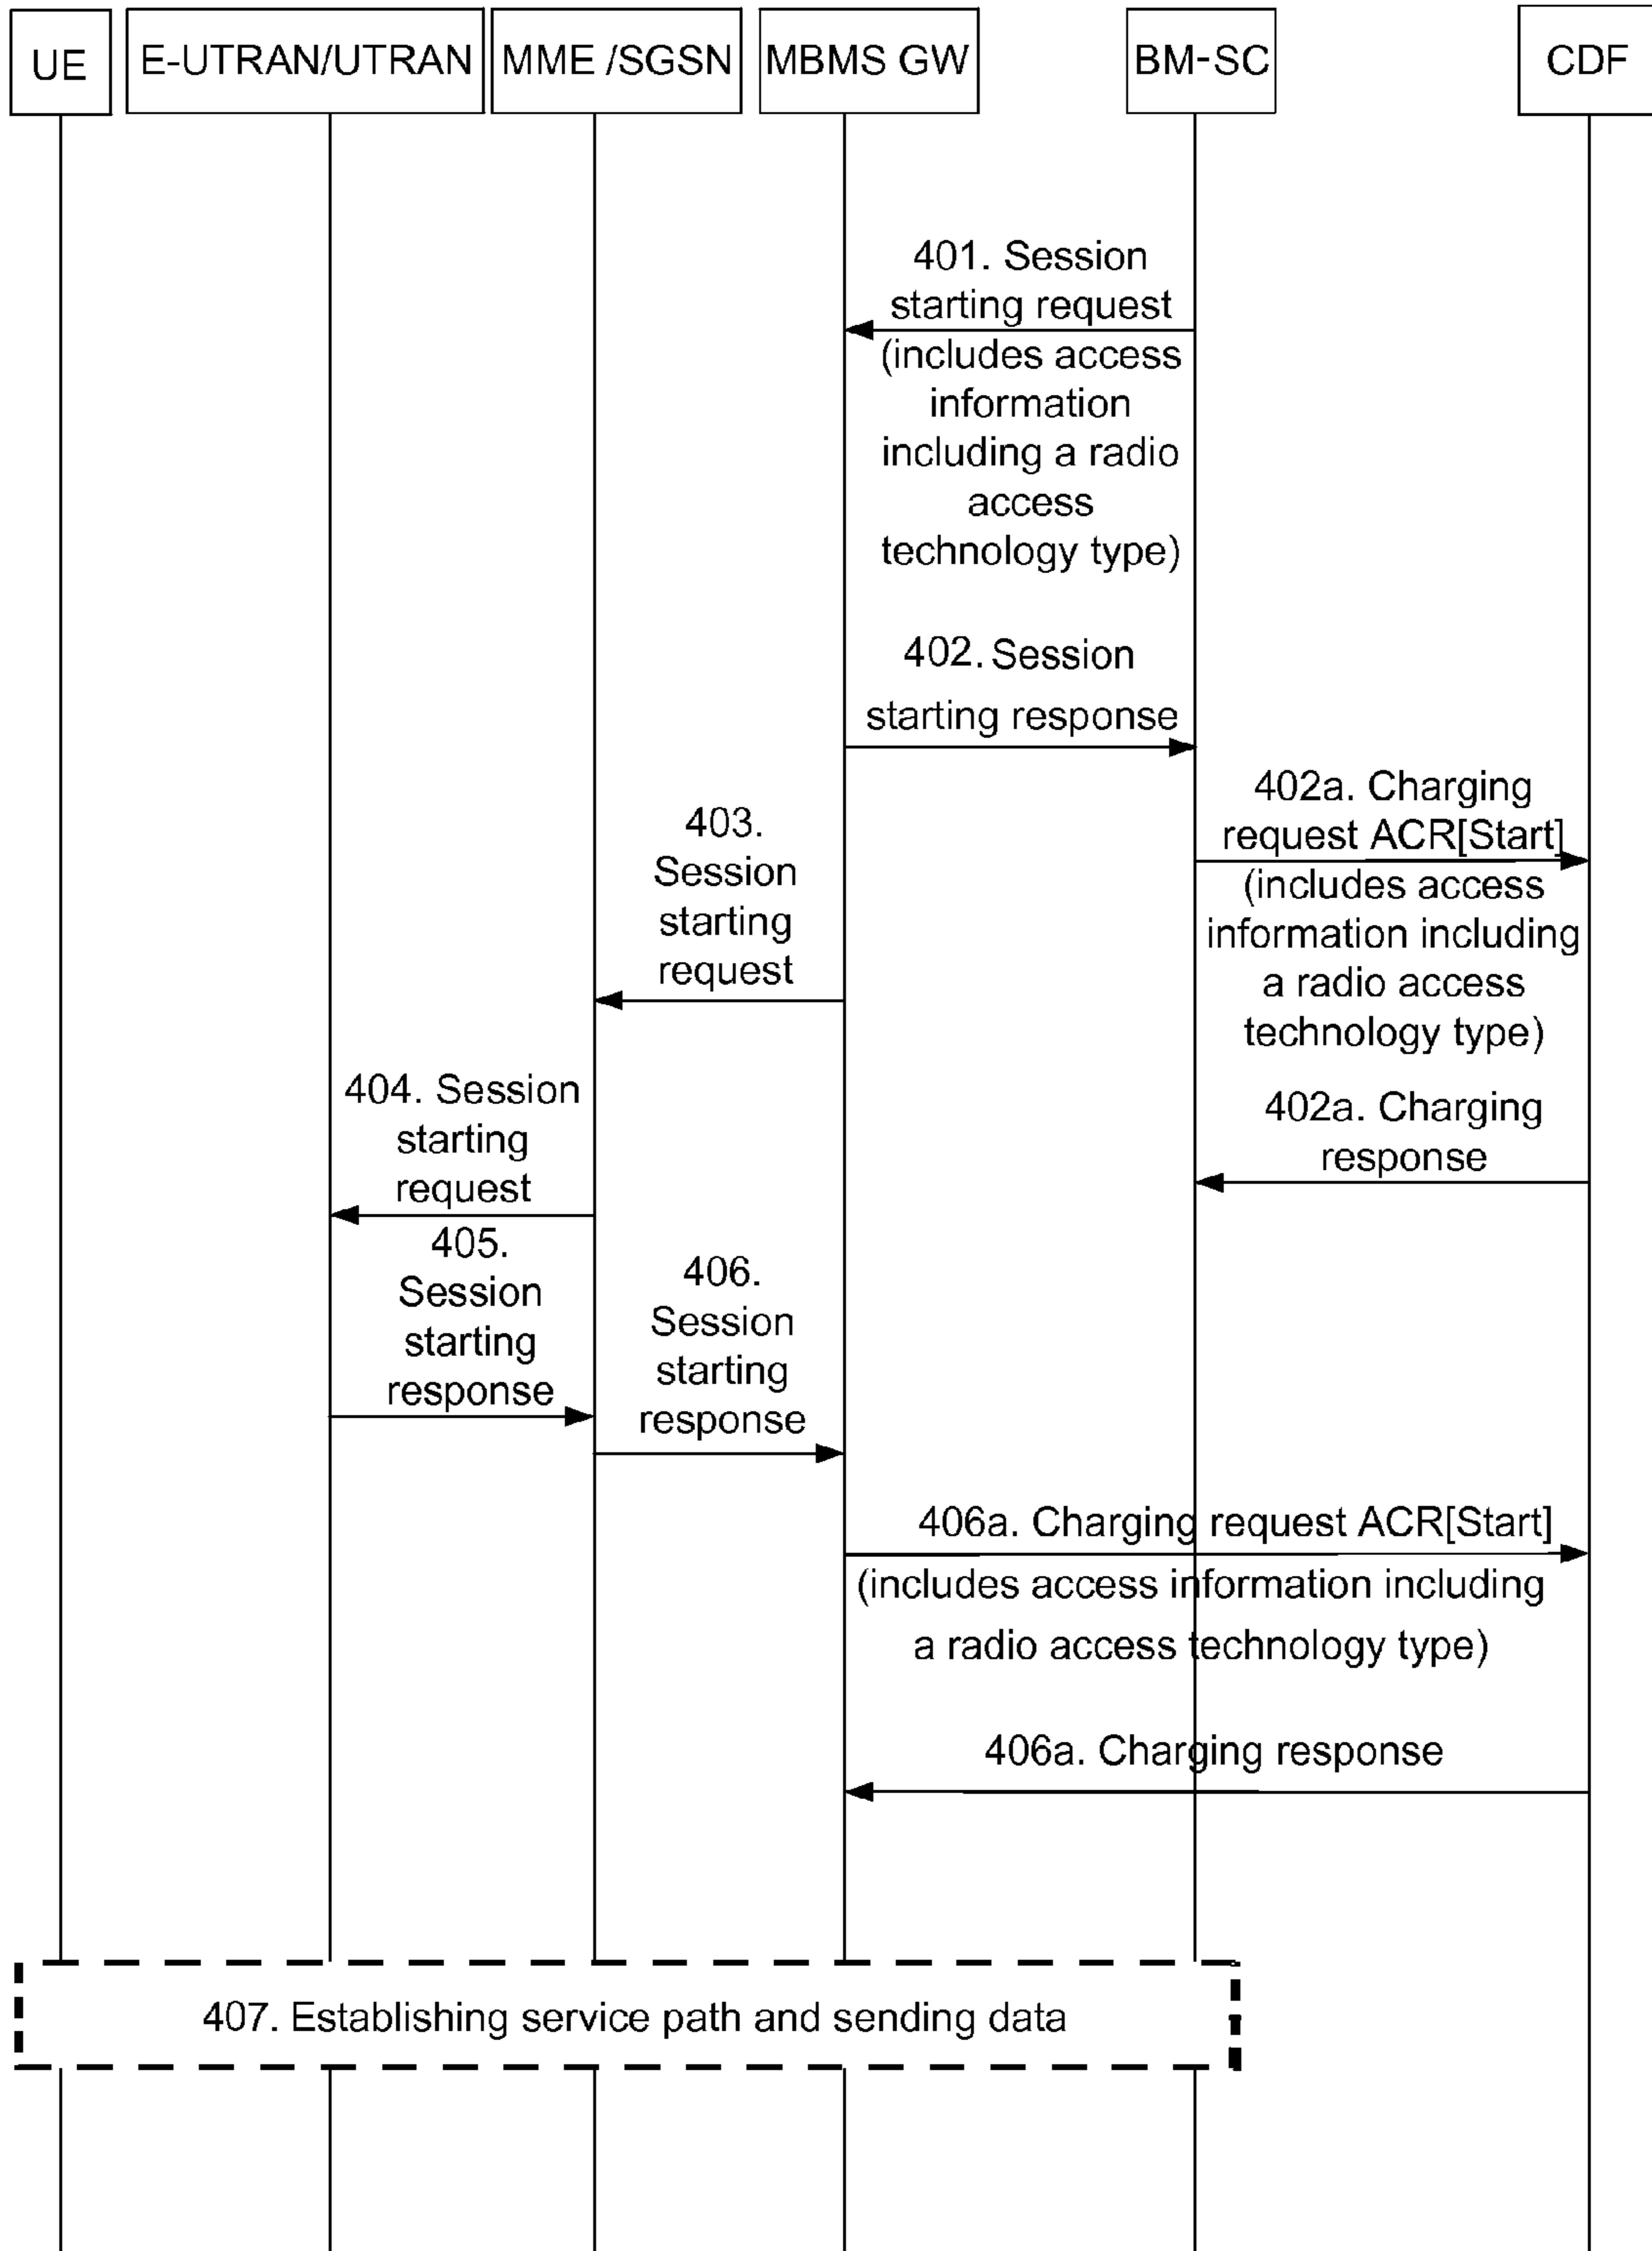 UE
E-UTRAN/UTRAN
MME /SGSN
MBMS GW
BM-SC
CDF
401. Session
starting request
(includes access
information
including a radio
access
technology type)
402. Session
starting response
402a. Charging
request ACR[Start]
(includes access
information including
a radio access
technology type)
403.
Session
starting
request
404. Session
starting
request
402a. Charging
response
405.
Session
starting
response
406.
Session
starting
response
406a. Charging request ACR[Start]
(includes access information including
a radio access technology type)
406a. Charging response
407. Establishing service path and sending data